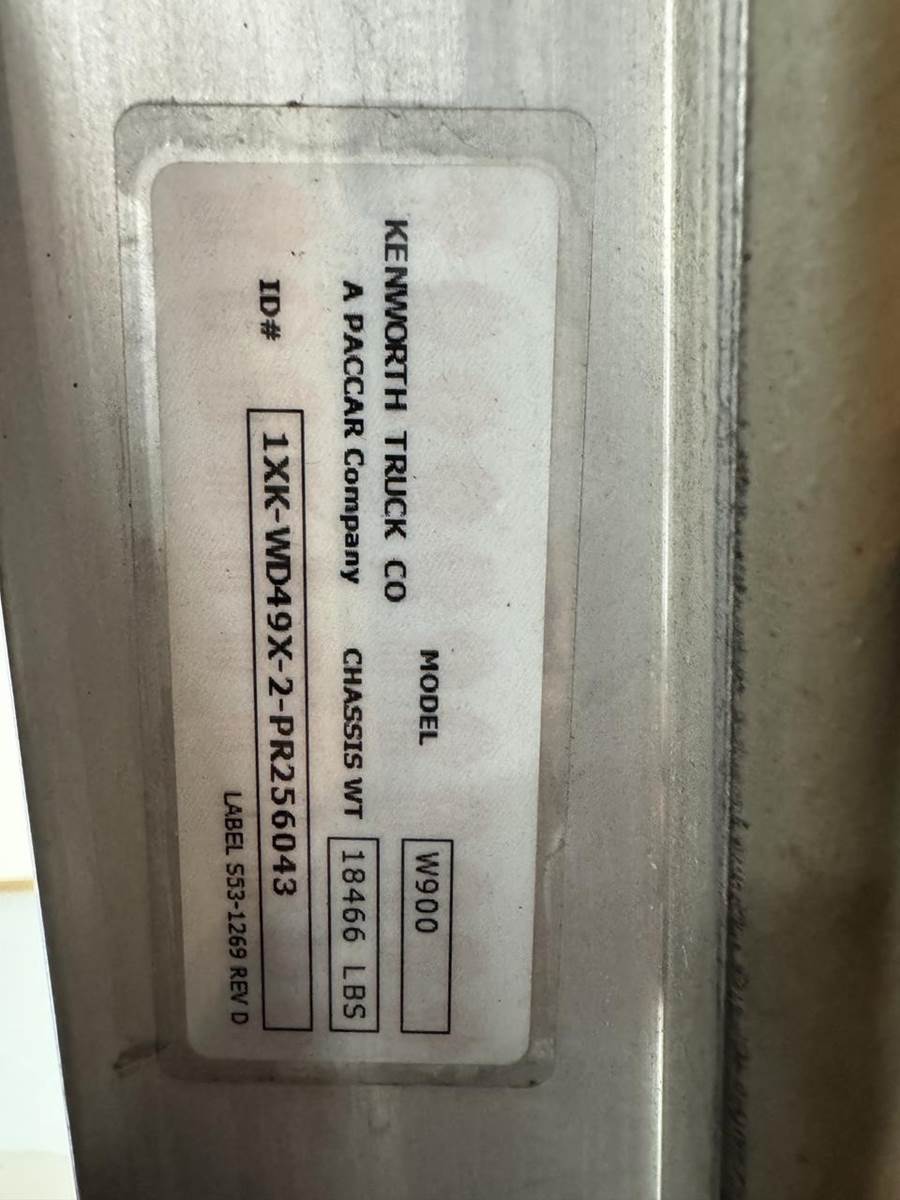 MODEL W900
KENWORTH TRUCK CO
A PACCAR Company CHASSIS WT 18466 LBS
ID# 1XK-WD49X-2-PR256043
LABEL S53-1269 REV D